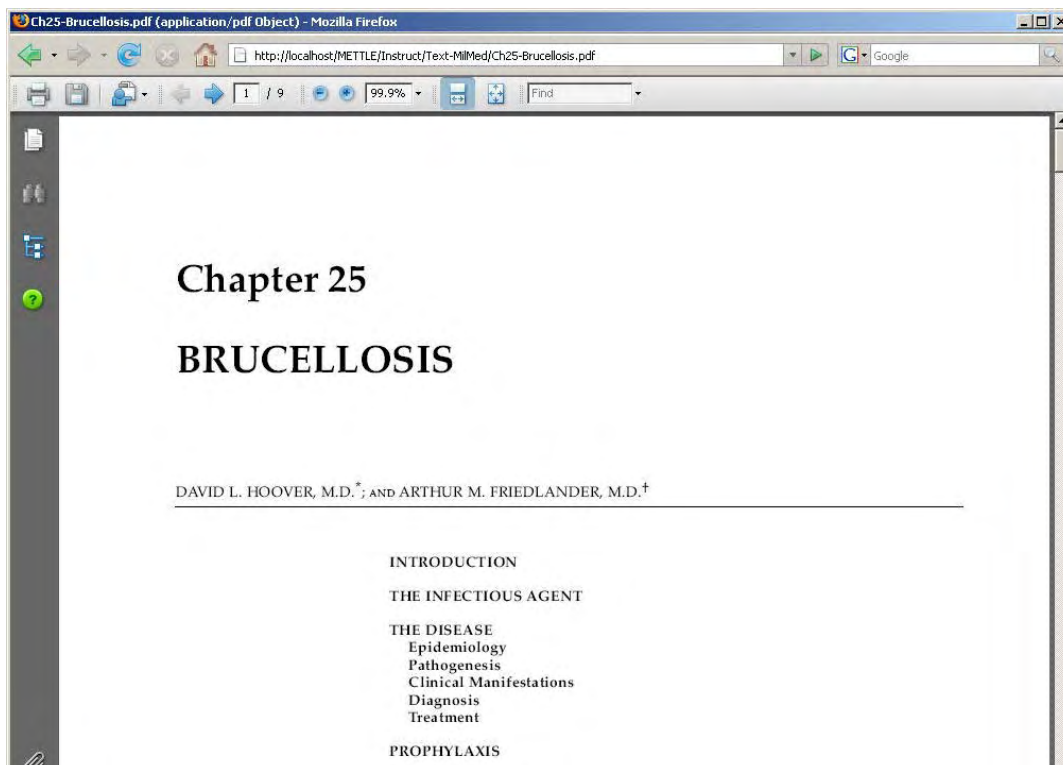 Ch25-Brucellosis.pdf (application/pdf Object) - Mozilla Firefox
http://localhost/METTLE/Instruct/Text-MilMed/Ch25-Brucellosis.pdf
G Google
1 / 9 99.9% Find
Chapter 25
BRUCELLOSIS
DAVID L. HOOVER, M.D.*; AND ARTHUR M. FRIEDLANDER, M.D.†
INTRODUCTION
THE INFECTIOUS AGENT
THE DISEASE
Epidemiology
Pathogenesis
Clinical Manifestations
Diagnosis
Treatment
PROPHYLAXIS